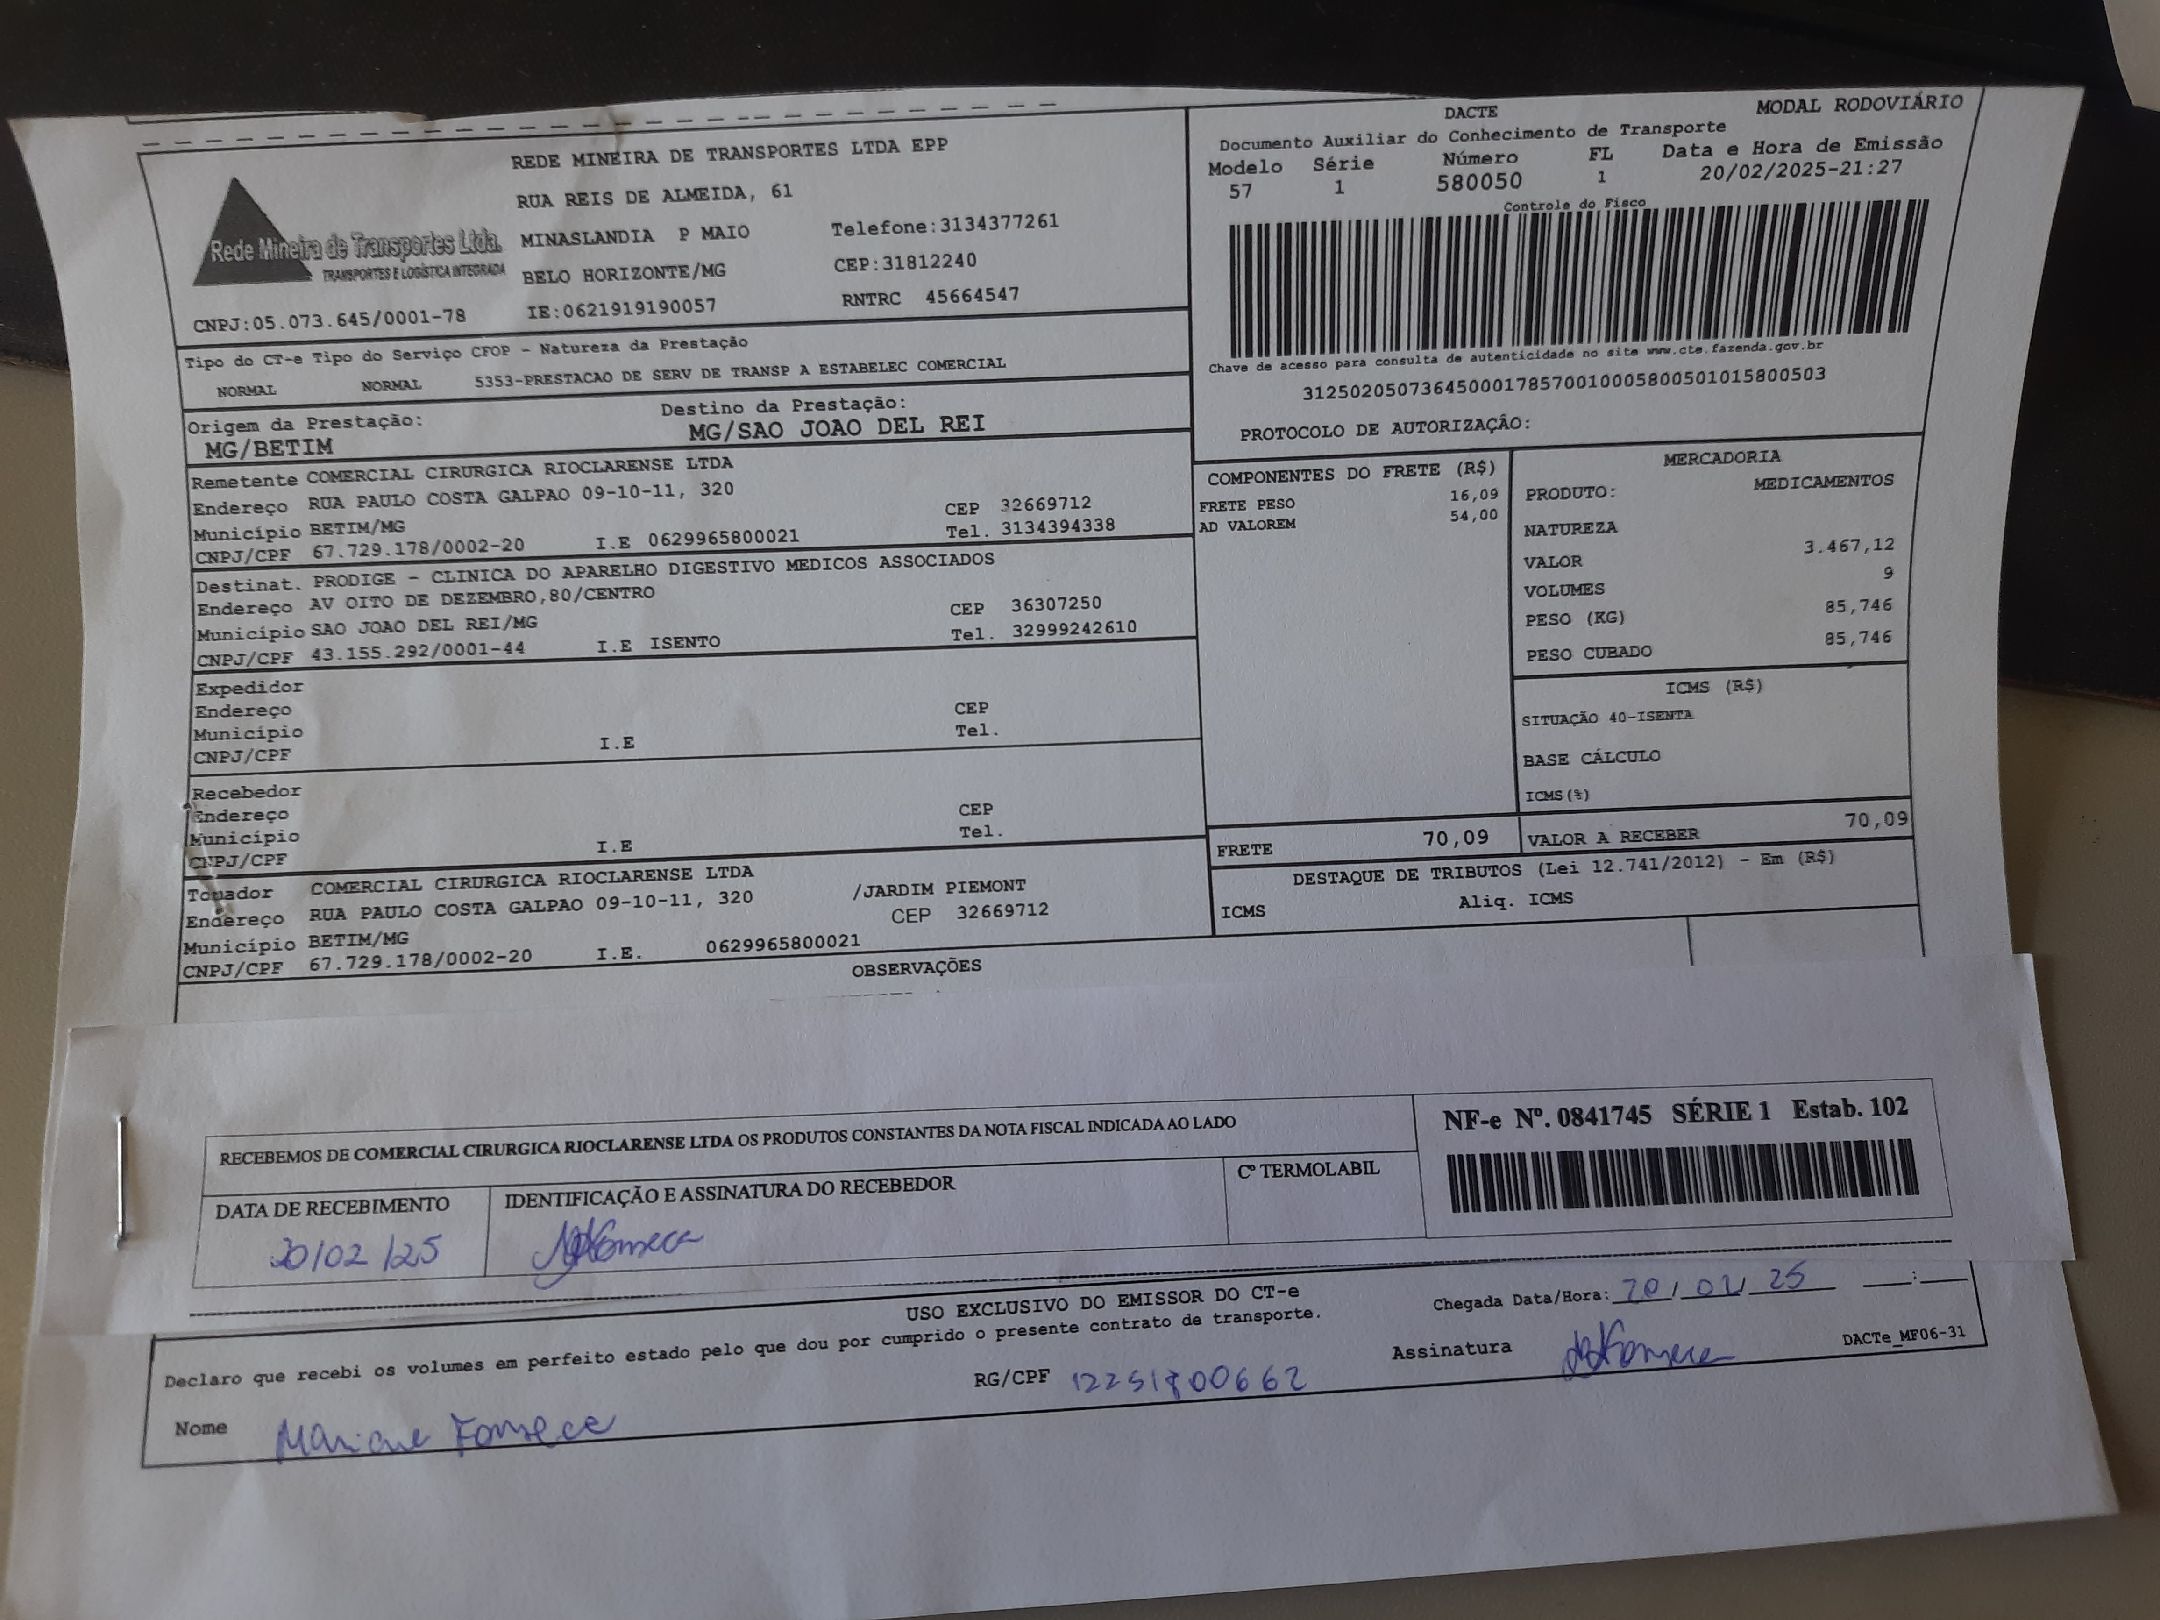 REDE MINEIRA DE TRANSPORTES LTDA EPP
RUA REIS DE ALMEIDA, 61
MINASLANDIA P MAIO Telefone:3134377261
BELO HORIZONTE/MG CEP:31812240
Rede Mineira de Transportes Ltda.
TRANSPORTES E LOGÍSTICA INTEGRADA
CNPJ:05.073.645/0001-78 IE:0621919190057 RNTRC 45664547
DACTE MODAL RODOVIÁRIO
Documento Auxiliar do Conhecimento de Transporte
Modelo Série Número FL Data e Hora de Emissão
57 1 580050 1 20/02/2025-21:27
Controle do Fisco
Chave de acesso para consulta de autenticidade no site www.cte.fazenda.gov.br
31250205073645000178570010005800501015800503
PROTOCOLO DE AUTORIZAÇÃO:
Tipo do CT-e Tipo do Serviço CFOP - Natureza da Prestação
NORMAL NORMAL 5353-PRESTACAO DE SERV DE TRANSP A ESTABELEC COMERCIAL
Origem da Prestação: Destino da Prestação:
MG/BETIM MG/SAO JOAO DEL REI
Remetente COMERCIAL CIRURGICA RIOCLARENSE LTDA
Endereço RUA PAULO COSTA GALPAO 09-10-11, 320
Município BETIM/MG CEP 32669712
CNPJ/CPF 67.729.178/0002-20 I.E 0629965800021 Tel. 3134394338
Destinat. PRODIGE - CLINICA DO APARELHO DIGESTIVO MEDICOS ASSOCIADOS
Endereço AV OITO DE DEZEMBRO,80/CENTRO
Município SAO JOAO DEL REI/MG CEP 36307250
CNPJ/CPF 43.155.292/0001-44 I.E ISENTO Tel. 32999242610
Expedidor
Endereço
Município CEP
CNPJ/CPF I.E Tel.
Recebedor
Endereço CEP
Município Tel.
CNPJ/CPF I.E
Tomador COMERCIAL CIRURGICA RIOCLARENSE LTDA
Endereço RUA PAULO COSTA GALPAO 09-10-11, 320 /JARDIM PIEMONT
Município BETIM/MG CEP 32669712
CNPJ/CPF 67.729.178/0002-20 I.E. 0629965800021
COMPONENTES DO FRETE (R$)
FRETE PESO 16,09
AD VALOREM 54,00
MERCADORIA
PRODUTO: MEDICAMENTOS
NATUREZA
VALOR 3.467,12
VOLUMES 9
PESO (KG) 85,746
PESO CUBADO 85,746
ICMS (R$)
SITUAÇÃO 40-ISENTA
BASE CÁLCULO
ICMS(%)
FRETE 70,09 VALOR A RECEBER 70,09
DESTAQUE DE TRIBUTOS (Lei 12.741/2012) - Em (R$)
ICMS Aliq. ICMS
OBSERVAÇÕES
RECEBEMOS DE COMERCIAL CIRURGICA RIOCLARENSE LTDA OS PRODUTOS CONSTANTES DA NOTA FISCAL INDICADA AO LADO
NF-e Nº. 0841745 SÉRIE 1 Estab. 102
DATA DE RECEBIMENTO IDENTIFICAÇÃO E ASSINATURA DO RECEBEDOR Cº TERMOLABIL
20/02/25
USO EXCLUSIVO DO EMISSOR DO CT-e
Chegada Data/Hora: 20/02/25 __:__
Declaro que recebi os volumes em perfeito estado pelo que dou por cumprido o presente contrato de transporte.
RG/CPF 12251800662 Assinatura DACTe_MF06-31
Nome Fonseca